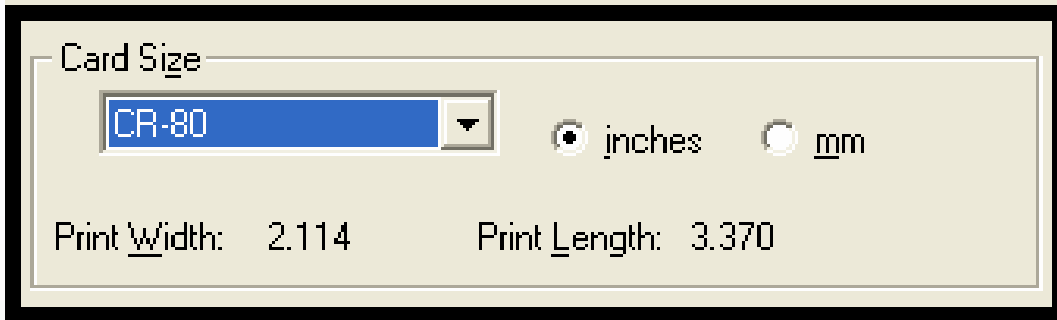 Card Size
CR-80 inches mm
Print Width: 2.114 Print Length: 3.370